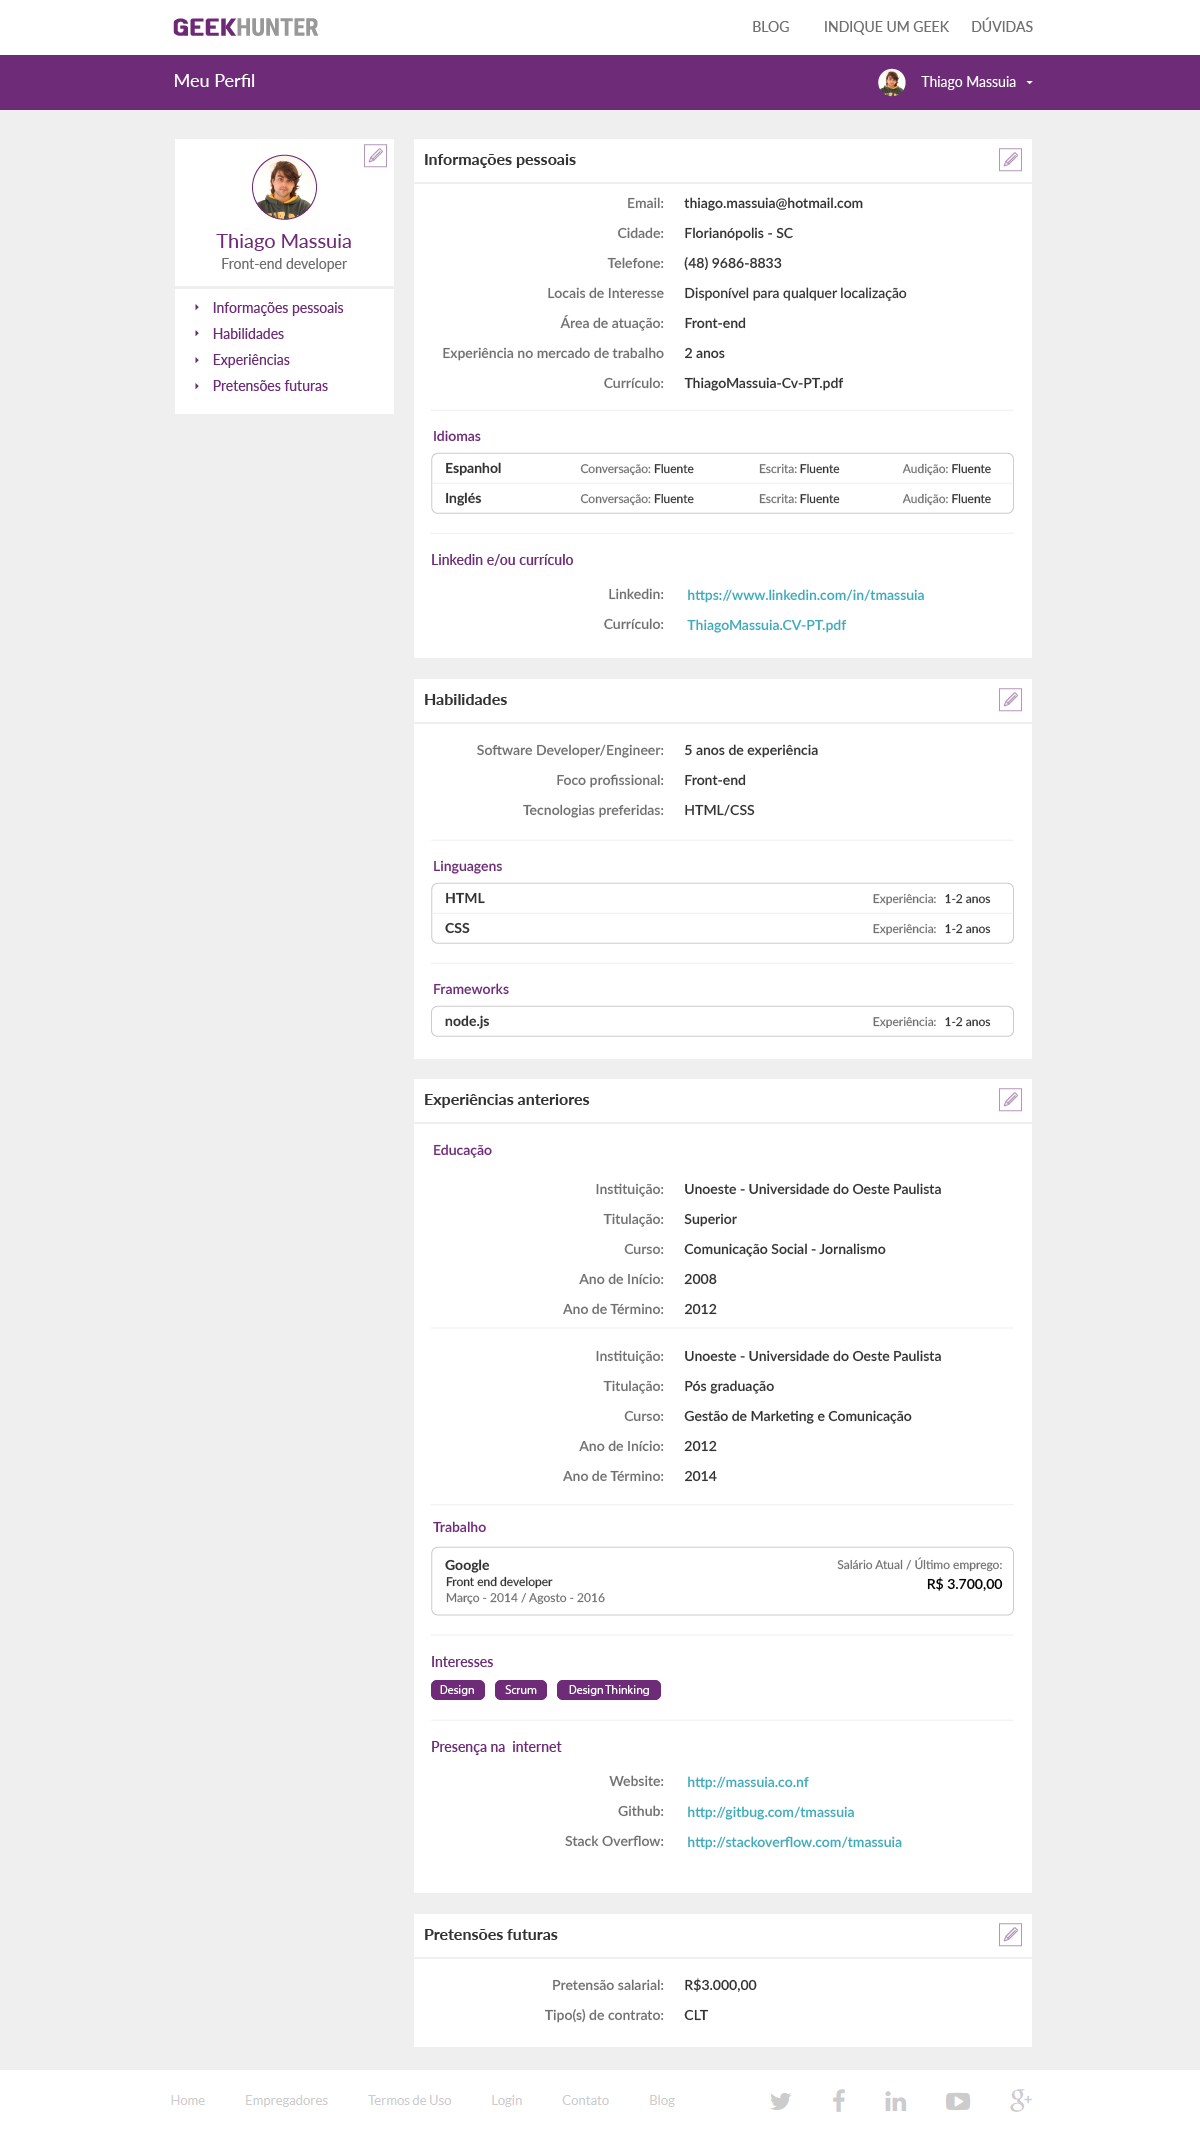 GEEKHUNTER
BLOG INDIQUE UM GEEK DÚVIDAS
Meu Perfil
Thiago Massuia
Thiago Massuia
Front-end developer
Informações pessoais
Habilidades
Experiências
Pretensões futuras
Informações pessoais
Email: thiago.massuia@hotmail.com
Cidade: Florianópolis - SC
Telefone: (48) 9686-8833
Locais de Interesse Disponível para qualquer localização
Área de atuação: Front-end
Experiência no mercado de trabalho 2 anos
Currículo: ThiagoMassuia-Cv-PT.pdf
Idiomas
Espanhol Conversação: Fluente Escrita: Fluente Audição: Fluente
Inglés Conversação: Fluente Escrita: Fluente Audição: Fluente
Linkedin e/ou currículo
Linkedin: https://www.linkedin.com/in/tmassuia
Currículo: ThiagoMassuia.CV-PT.pdf
Habilidades
Software Developer/Engineer: 5 anos de experiência
Foco profissional: Front-end
Tecnologias preferidas: HTML/CSS
Linguagens
HTML Experiência: 1-2 anos
CSS Experiência: 1-2 anos
Frameworks
node.js Experiência: 1-2 anos
Experiências anteriores
Educação
Instituição: Unoeste - Universidade do Oeste Paulista
Titulação: Superior
Curso: Comunicação Social - Jornalismo
Ano de Início: 2008
Ano de Término: 2012
Instituição: Unoeste - Universidade do Oeste Paulista
Titulação: Pós graduação
Curso: Gestão de Marketing e Comunicação
Ano de Início: 2012
Ano de Término: 2014
Trabalho
Google
Front end developer
Março - 2014 / Agosto - 2016
Salário Atual / Último emprego:
R$ 3.700,00
Interesses
Design Scrum Design Thinking
Presença na internet
Website: http://massuia.co.nf
Github: http://gitbug.com/tmassuia
Stack Overflow: http://stackoverflow.com/tmassuia
Pretensões futuras
Pretensão salarial: R$3.000,00
Tipo(s) de contrato: CLT
Home Empregadores Termos de Uso Login Contato Blog